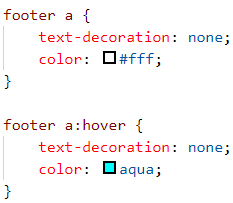 footer a {
    text-decoration: none;
    color: #fff;
}

footer a:hover {
    text-decoration: none;
    color: aqua;
}